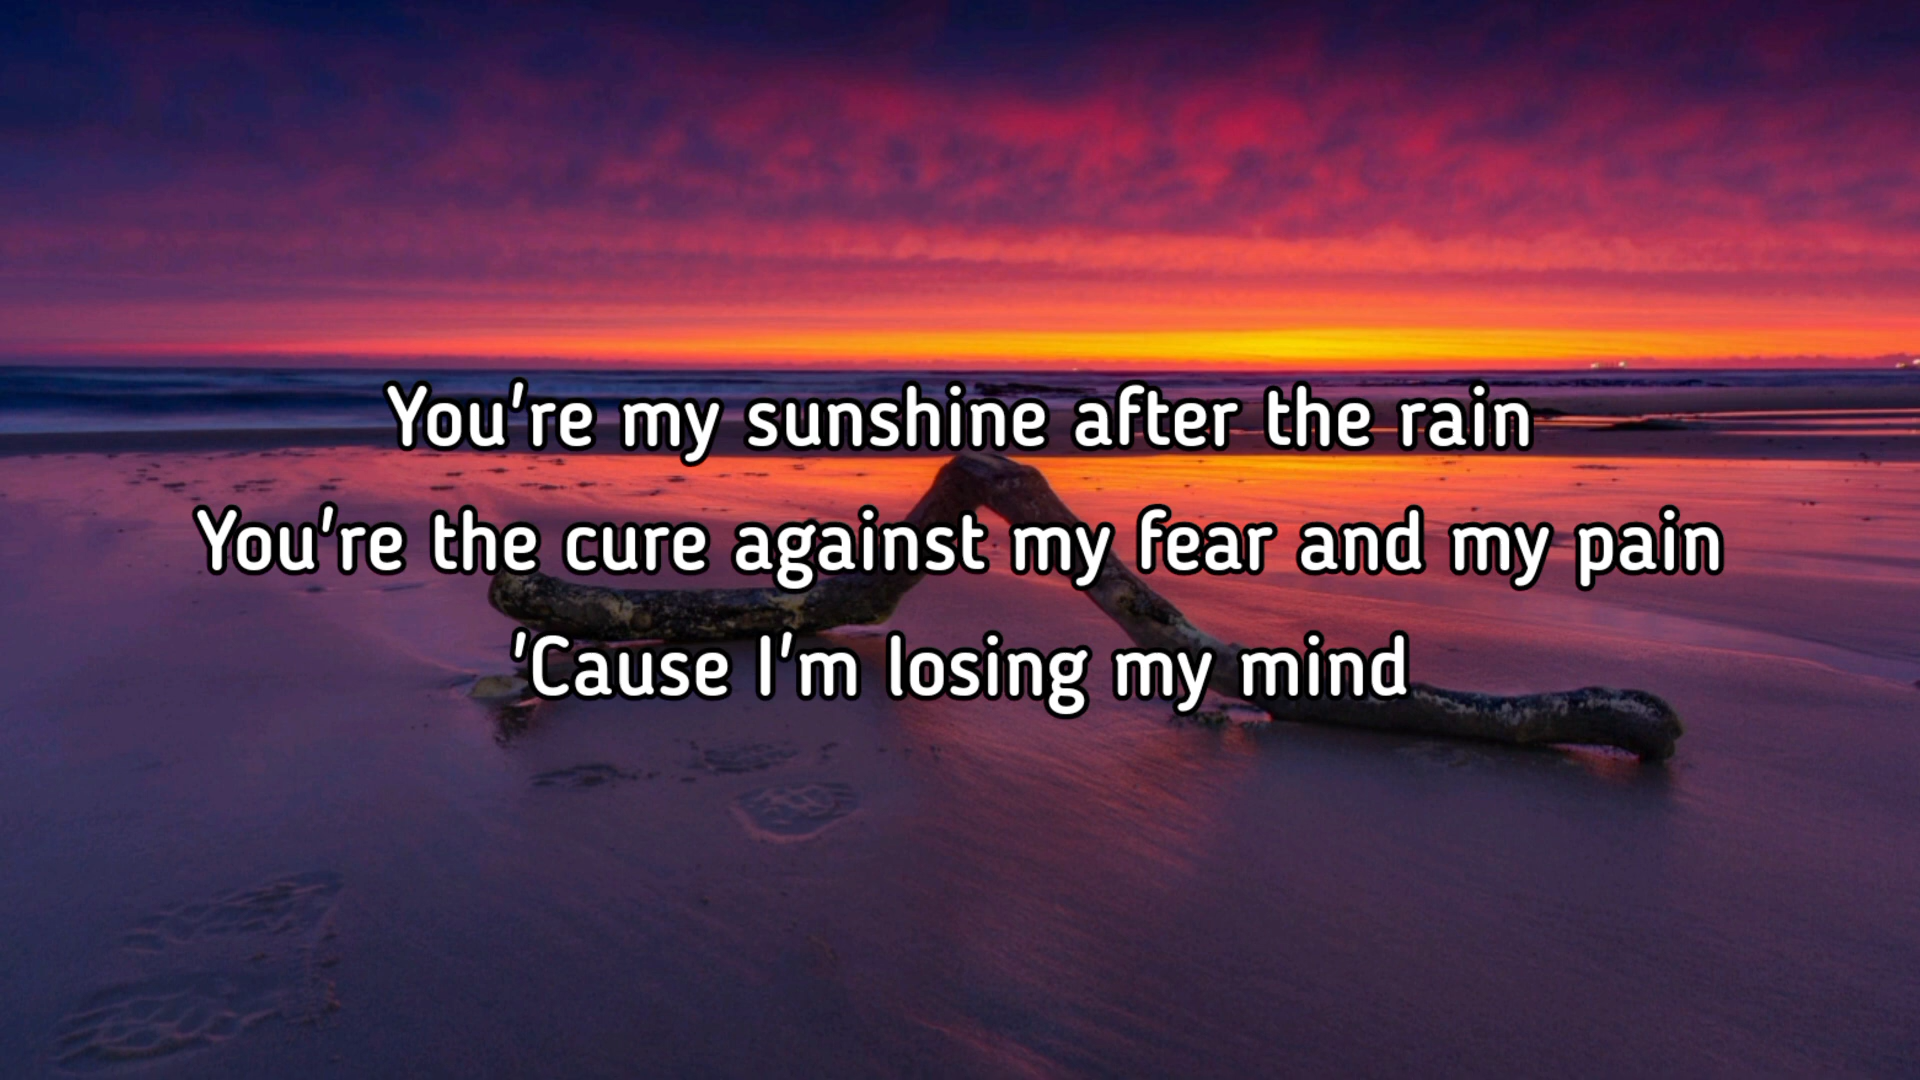 You're my sunshine after the rain
You're the cure against my fear and my pain
'Cause I'm losing my mind